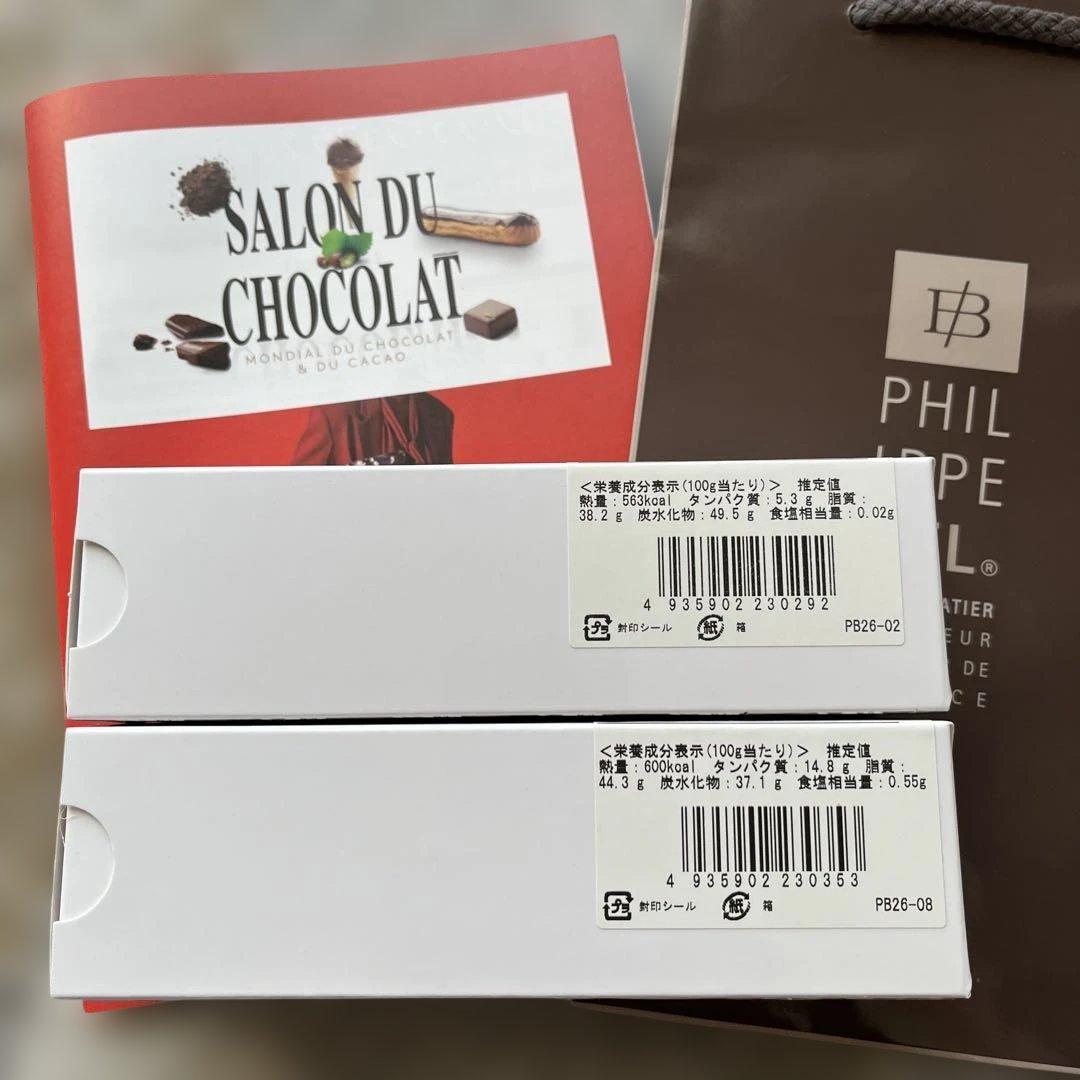 SALON DU
CHOCOLAT
MONDIAL DU CHOCOLAT
& DU CACAO
PHIL
IPPE
L®
ATIER
EUR
DE
CE
<栄養成分表示(100g当たり)> 推定値
熱量:563kcal タンパク質:5.3g 脂質:
38.2g 炭水化物:49.5g 食塩相当量:0.02g
4 935902 230292
プラ 封印シール 紙 箱 PB26-02
<栄養成分表示(100g当たり)> 推定値
熱量:600kcal タンパク質:14.8g 脂質:
44.3g 炭水化物:37.1g 食塩相当量:0.55g
4 935902 230353
プラ 封印シール 紙 箱 PB26-08